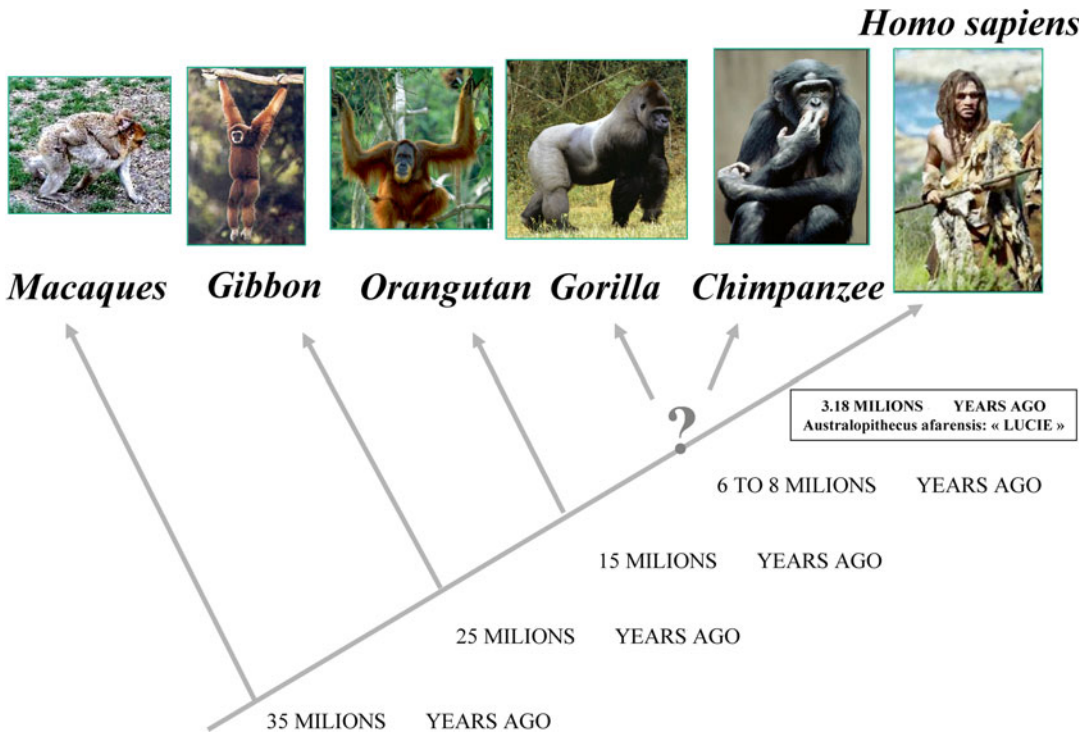 Homo sapiens
Macaques
Gibbon
Orangutan
Gorilla
Chimpanzee
?
3.18 MILIONS YEARS AGO
Australopithecus afarensis: « LUCIE »
6 TO 8 MILIONS YEARS AGO
15 MILIONS YEARS AGO
25 MILIONS YEARS AGO
35 MILIONS YEARS AGO